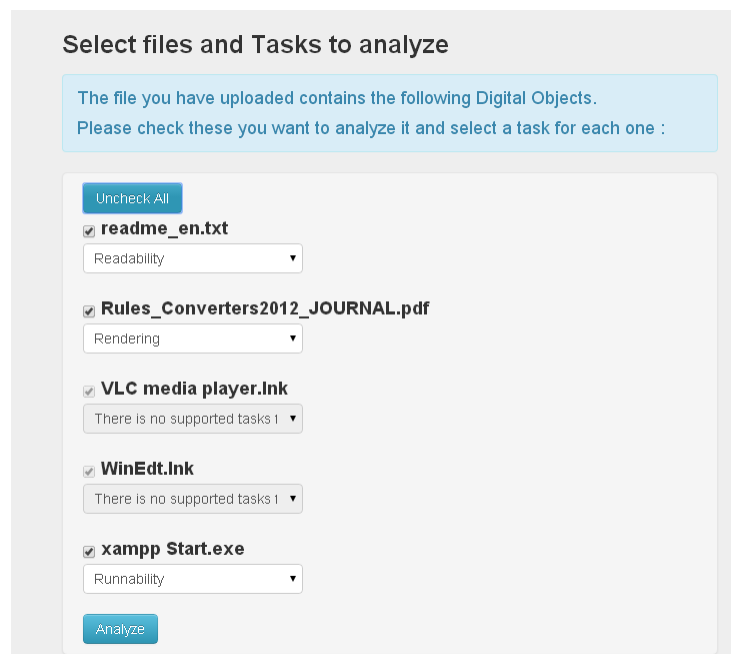 Select files and Tasks to analyze
The file you have uploaded contains the following Digital Objects.
Please check these you want to analyze it and select a task for each one :
Uncheck All
readme_en.txt
Readability
Rules_Converters2012_JOURNAL.pdf
Rendering
VLC media player.lnk
There is no supported tasks
WinEdt.lnk
There is no supported tasks
xampp Start.exe
Runnability
Analyze